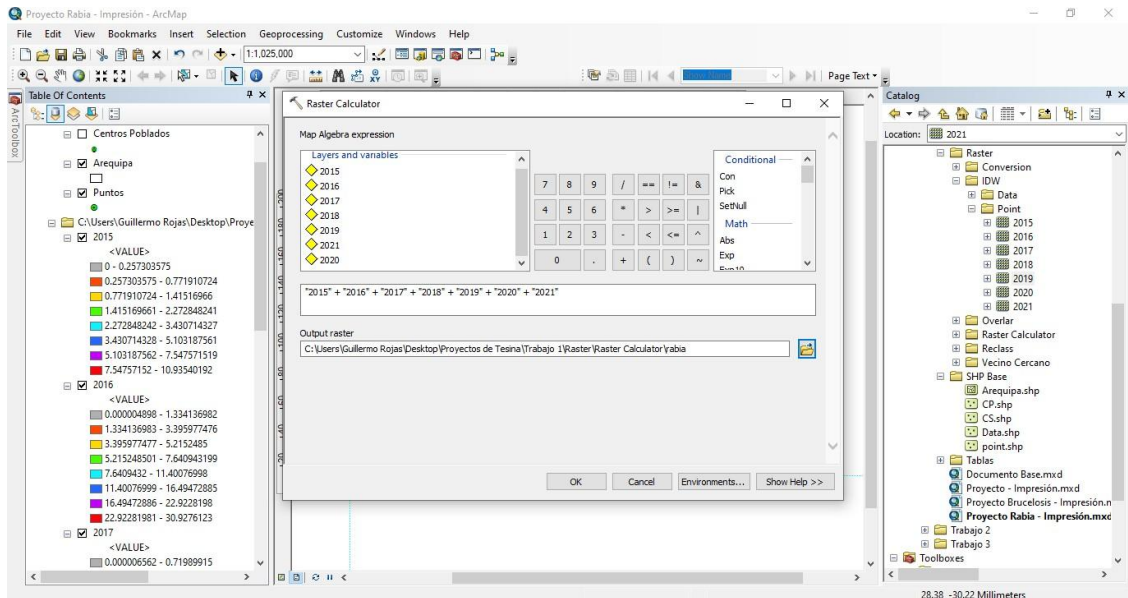 Proyecto Rabia - Impresión - ArcMap
File Edit View Bookmarks Insert Selection Geoprocessing Customize Windows Help
1:1,025,000
Page Text
ArcToolbox
Table Of Contents
Centros Poblados
Arequipa
Puntos
C:\Users\Guillermo Rojas\Desktop\Proye
2015
<VALUE>
0 - 0.257303575
0.257303575 - 0.771910724
0.771910724 - 1.41516966
1.415169661 - 2.272848241
2.272848242 - 3.430714327
3.430714328 - 5.103187561
5.103187562 - 7.547571519
7.54757152 - 10.93540192
2016
<VALUE>
0.000004898 - 1.334136982
1.334136983 - 3.395977476
3.395977477 - 5.2152485
5.215248501 - 7.640943199
7.6409432 - 11.40076998
11.40076999 - 16.49472885
16.49472886 - 22.9228198
22.92281981 - 30.9276123
2017
<VALUE>
0.000006562 - 0.71989915
Raster Calculator
Map Algebra expression
Layers and variables
2015
2016
2017
2018
2019
2021
2020
7 8 9 / == != &
4 5 6 * > >= |
1 2 3 - < <= ^
0 . + ( ) ~
Conditional
Con
Pick
SetNull
Math
Abs
Exp
Exp10
"2015" + "2016" + "2017" + "2018" + "2019" + "2020" + "2021"
Output raster
C:\Users\Guillermo Rojas\Desktop\Proyectos de Tesina\Trabajo 1\Raster\Raster Calculator\rabia
OK Cancel Environments... Show Help >>
Catalog
Location: 2021
Raster
Conversion
IDW
Data
Point
2015
2016
2017
2018
2019
2020
2021
Overlar
Raster Calculator
Reclass
Vecino Cercano
SHP Base
Arequipa.shp
CP.shp
CS.shp
Data.shp
point.shp
Tablas
Documento Base.mxd
Proyecto - Impresión.mxd
Proyecto Brucelosis - Impresión.n
Proyecto Rabia - Impresión.mxd
Trabajo 2
Trabajo 3
Toolboxes
28.38 -30.22 Millimeters